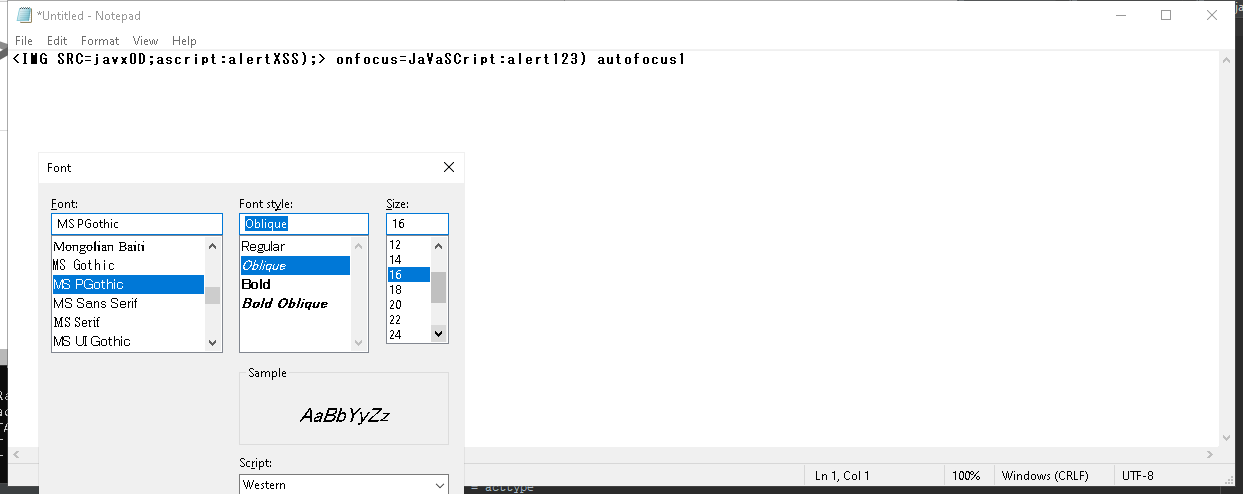 *Untitled - Notepad
File Edit Format View Help
<IMG SRC=javx0D;ascript:alertXSS);> onfocus=JaVaSCript:alert123) autofocus1
Font
Font: Font style: Size:
MS PGothic Oblique 16
Mongolian Baiti Regular 12
MS Gothic Oblique 14
MS PGothic Bold 16
MS Sans Serif Bold Oblique 18
MS Serif 20
MS UI Gothic 22
24
Sample
AaBbYyZz
Script:
Western
Ln 1, Col 1 100% Windows (CRLF) UTF-8
= acctype